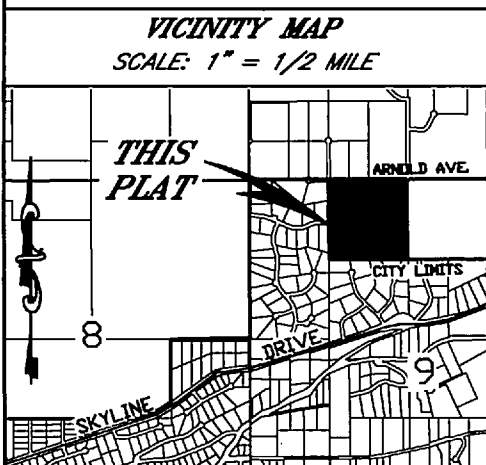 VICINITY MAP
SCALE: 1" = 1/2 MILE
THIS
PLAT
ARNOLD AVE.
CITY LIMITS
8
DRIVE
9
SKYLINE